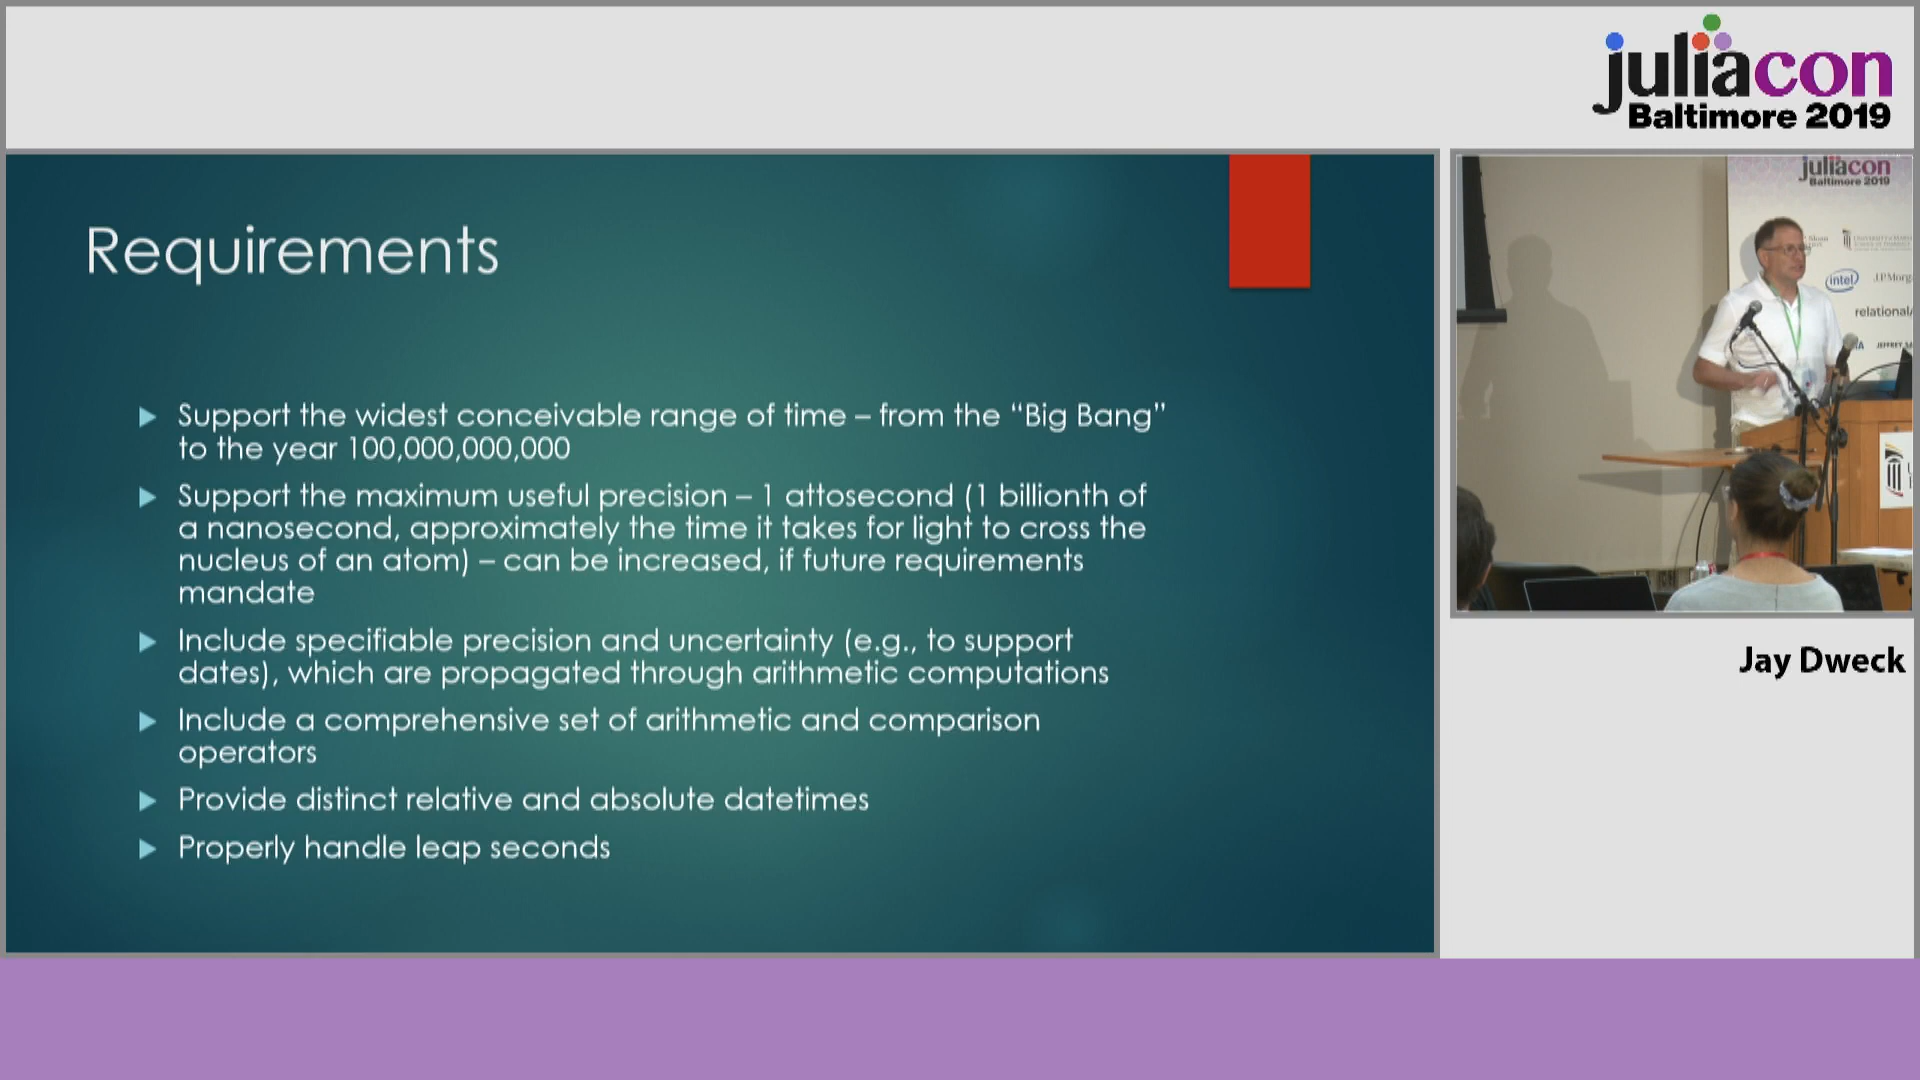 juliacon
Baltimore 2019
Requirements
Support the widest conceivable range of time – from the “Big Bang”
to the year 100,000,000,000
Support the maximum useful precision – 1 attosecond (1 billionth of
a nanosecond, approximately the time it takes for light to cross the
nucleus of an atom) – can be increased, if future requirements
mandate
Include specifiable precision and uncertainty (e.g., to support
dates), which are propagated through arithmetic computations
Include a comprehensive set of arithmetic and comparison
operators
Provide distinct relative and absolute datetimes
Properly handle leap seconds
juliacon
Baltimore 2019
intel
J.P.Morg
relational
Jay Dweck